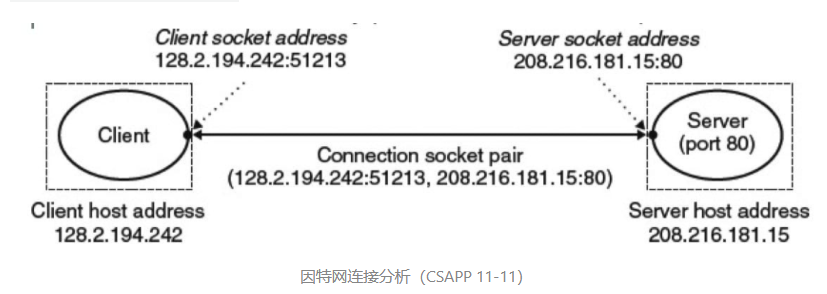 Client socket address
128.2.194.242:51213
Server socket address
208.216.181.15:80
Client
Server
(port 80)
Connection socket pair
(128.2.194.242:51213, 208.216.181.15:80)
Client host address
128.2.194.242
Server host address
208.216.181.15
因特网连接分析（CSAPP 11-11）